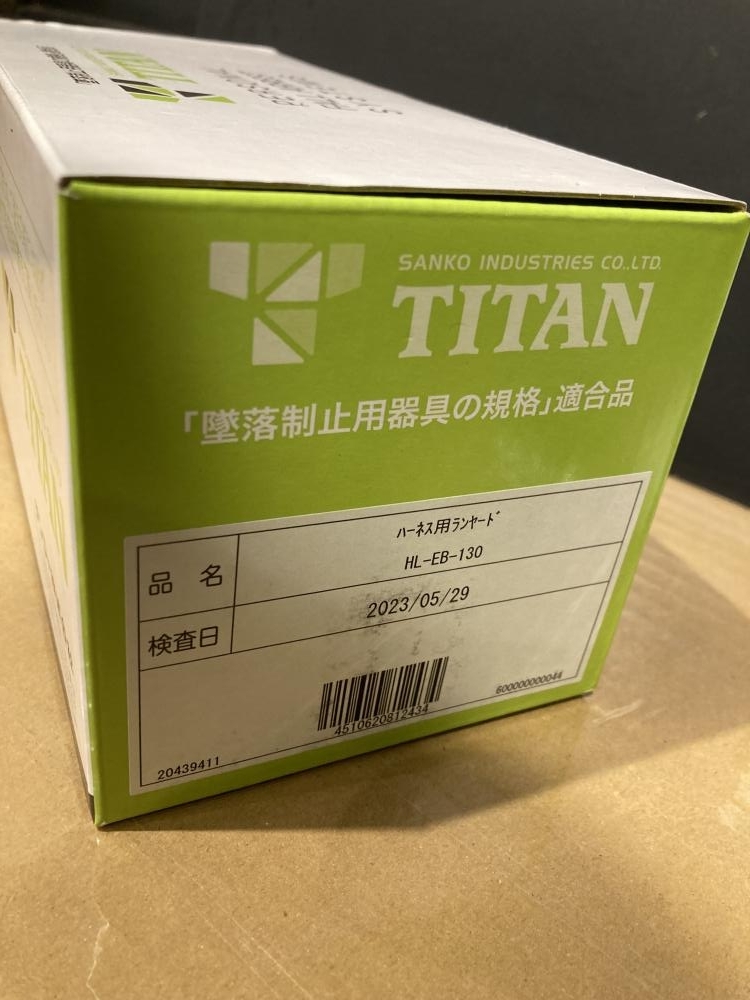 TITAN
SANKO INDUSTRIES CO.,LTD.
TITAN
「墜落制止用器具の規格」適合品
品 名
ﾊｰﾈｽ用ﾗﾝﾔｰﾄﾞ
HL-EB-130
検査日
2023/05/29
4510620812434
600000000044
20439411